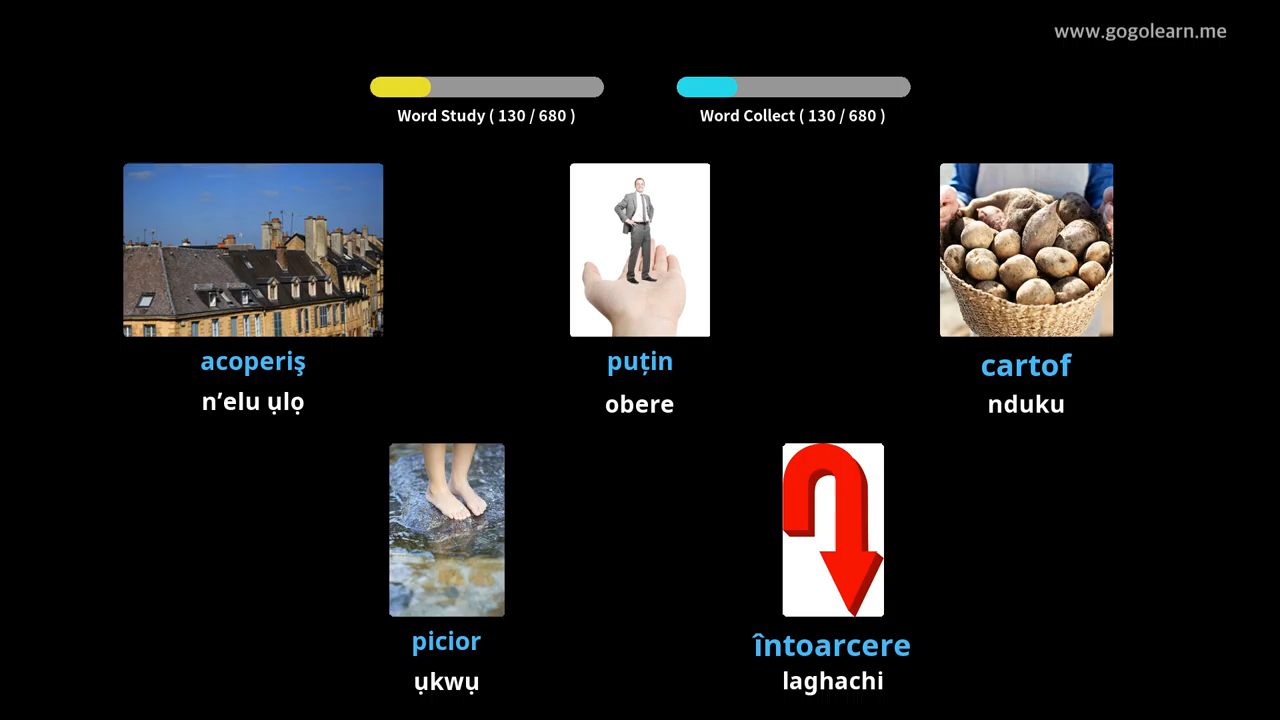 www.gogolearn.me
Word Study ( 130 / 680 )
Word Collect ( 130 / 680 )
acoperiş
n’elu ụlọ
puțin
obere
cartof
nduku
picior
ụkwụ
întoarcere
laghachi